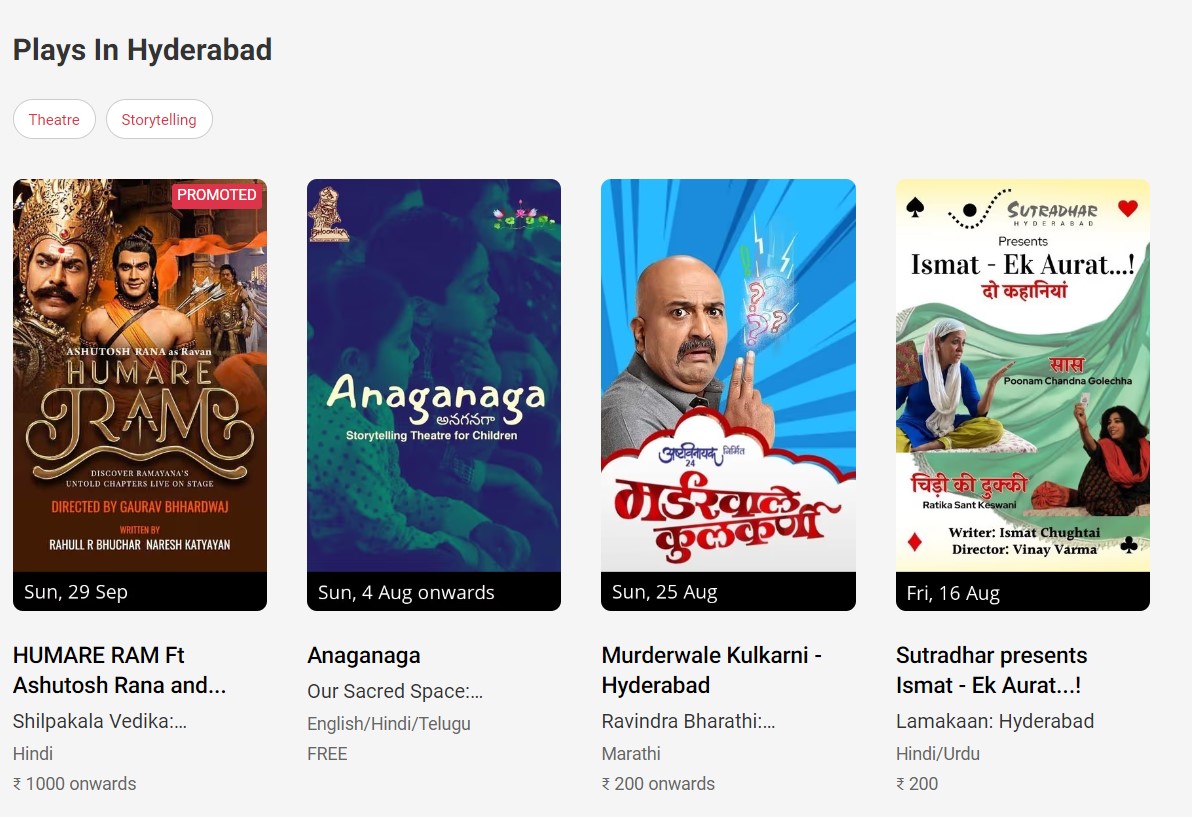 Plays In Hyderabad
Theatre
Storytelling
PROMOTED
ASHUTOSH RANA as Ravan
HUMARE
RAM
DISCOVER RAMAYANA'S
UNTOLD CHAPTERS LIVE ON STAGE
DIRECTED BY GAURAV BHHARDWAJ
WRITTEN BY
RAHULL R BHUCHAR NARESH KATYAYAN
Sun, 29 Sep
HUMARE RAM Ft
Ashutosh Rana and...
Shilpakala Vedika:...
Hindi
₹ 1000 onwards
Anaganaga
అనగనగా
Storytelling Theatre for Children
Sun, 4 Aug onwards
Anaganaga
Our Sacred Space:...
English/Hindi/Telugu
FREE
अष्टविनायक निर्मित
24
मर्डरवाले
कुलकर्णी
Sun, 25 Aug
Murderwale Kulkarni -
Hyderabad
Ravindra Bharathi:...
Marathi
₹ 200 onwards
SUTRADHAR
HYDERABAD
Presents
Ismat - Ek Aurat...!
दो कहानियां
सास
Poonam Chandna Golechha
चिड़ी की दुक्की
Ratika Sant Keswani
Writer: Ismat Chughtai
Director: Vinay Varma
Fri, 16 Aug
Sutradhar presents
Ismat - Ek Aurat...!
Lamakaan: Hyderabad
Hindi/Urdu
₹ 200